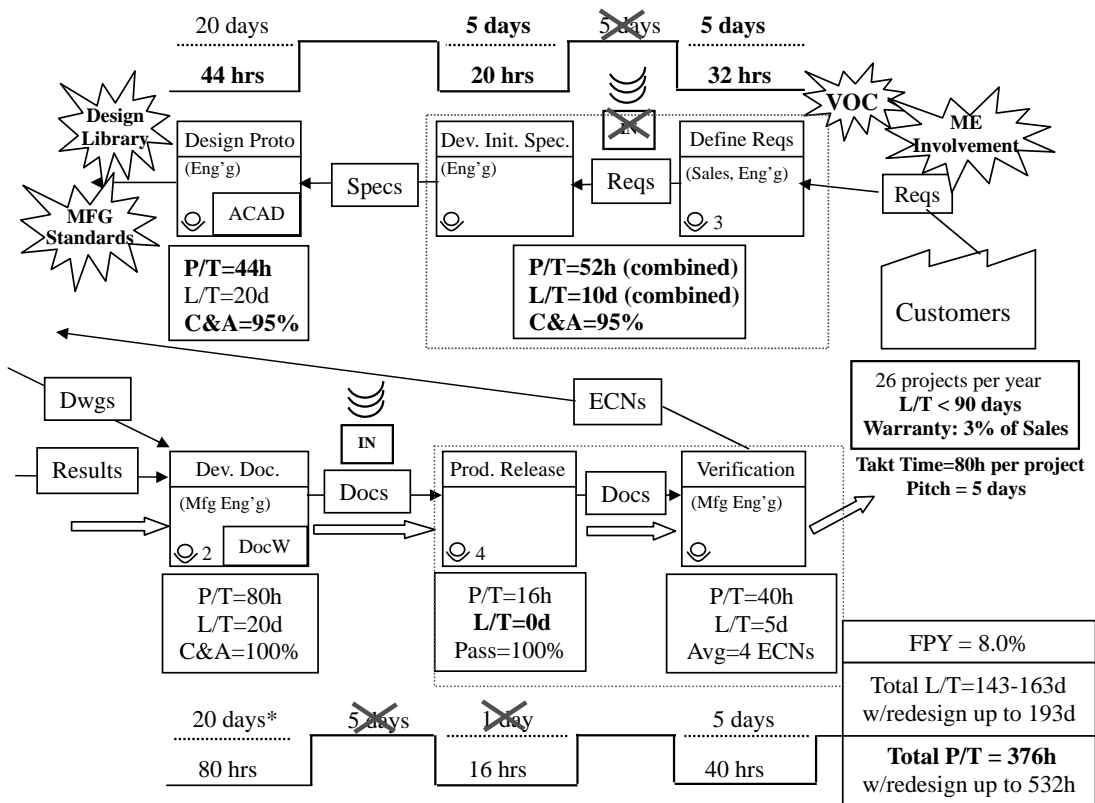 20 days
5 days
5 days
5 days
44 hrs
20 hrs
32 hrs
Design
Library
VOC
ME
Involvement
MFG
Standards
Design Proto
(Eng'g)
ACAD
Specs
Dev. Init. Spec.
(Eng'g)
IN
Reqs
Define Reqs
(Sales, Eng'g)
3
Reqs
Customers
P/T=44h
L/T=20d
C&A=95%
P/T=52h (combined)
L/T=10d (combined)
C&A=95%
26 projects per year
L/T < 90 days
Warranty: 3% of Sales
Takt Time=80h per project
Pitch = 5 days
Dwgs
Results
ECNs
Dev. Doc.
(Mfg Eng'g)
2
DocW
IN
Docs
Prod. Release
4
Docs
Verification
(Mfg Eng'g)
P/T=80h
L/T=20d
C&A=100%
P/T=16h
L/T=0d
Pass=100%
P/T=40h
L/T=5d
Avg=4 ECNs
FPY = 8.0%
Total L/T=143-163d
w/redesign up to 193d
Total P/T = 376h
w/redesign up to 532h
20 days*
5 days
1 day
5 days
80 hrs
16 hrs
40 hrs